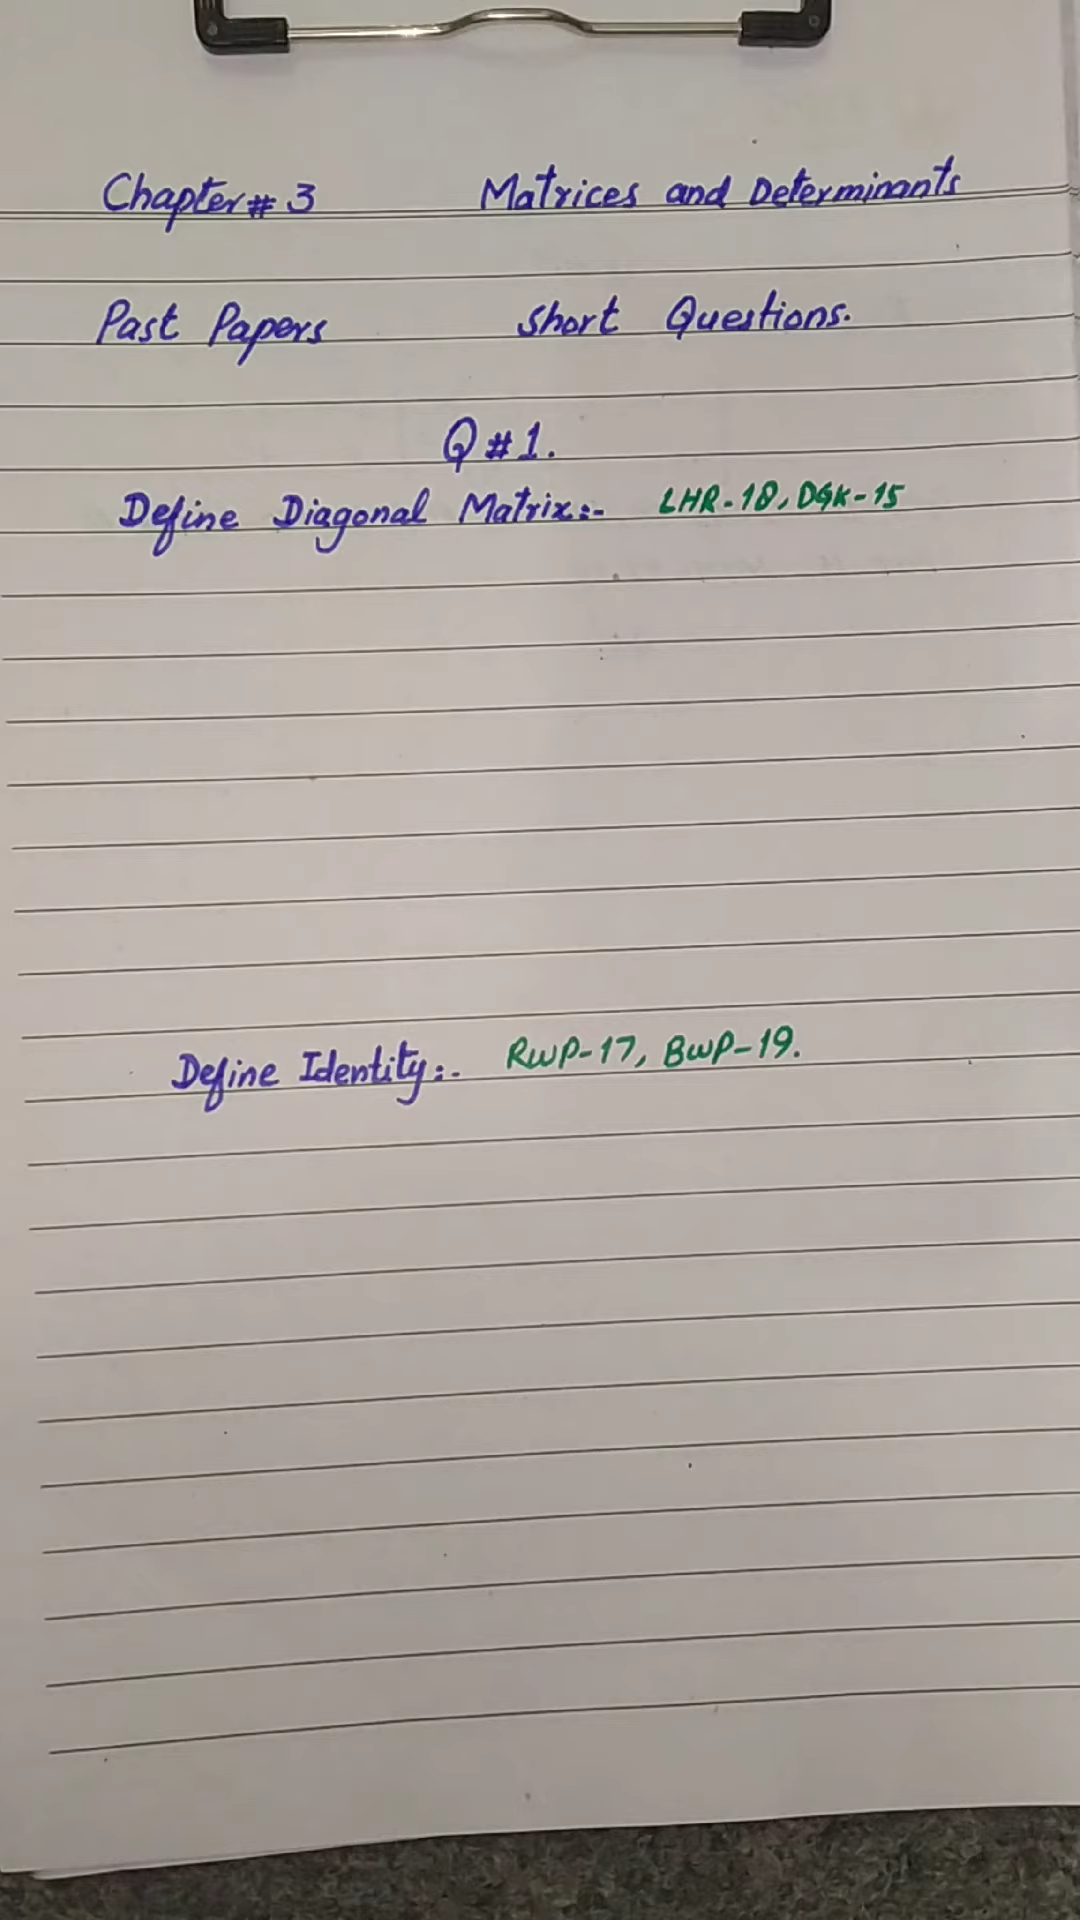 Chapter # 3 Matrices and Determinants
Past Papers Short Questions.
Q # 1.
Define Diagonal Matrix:- LHR-18, DGK-15
Define Identity:- RWP-17, BWP-19.